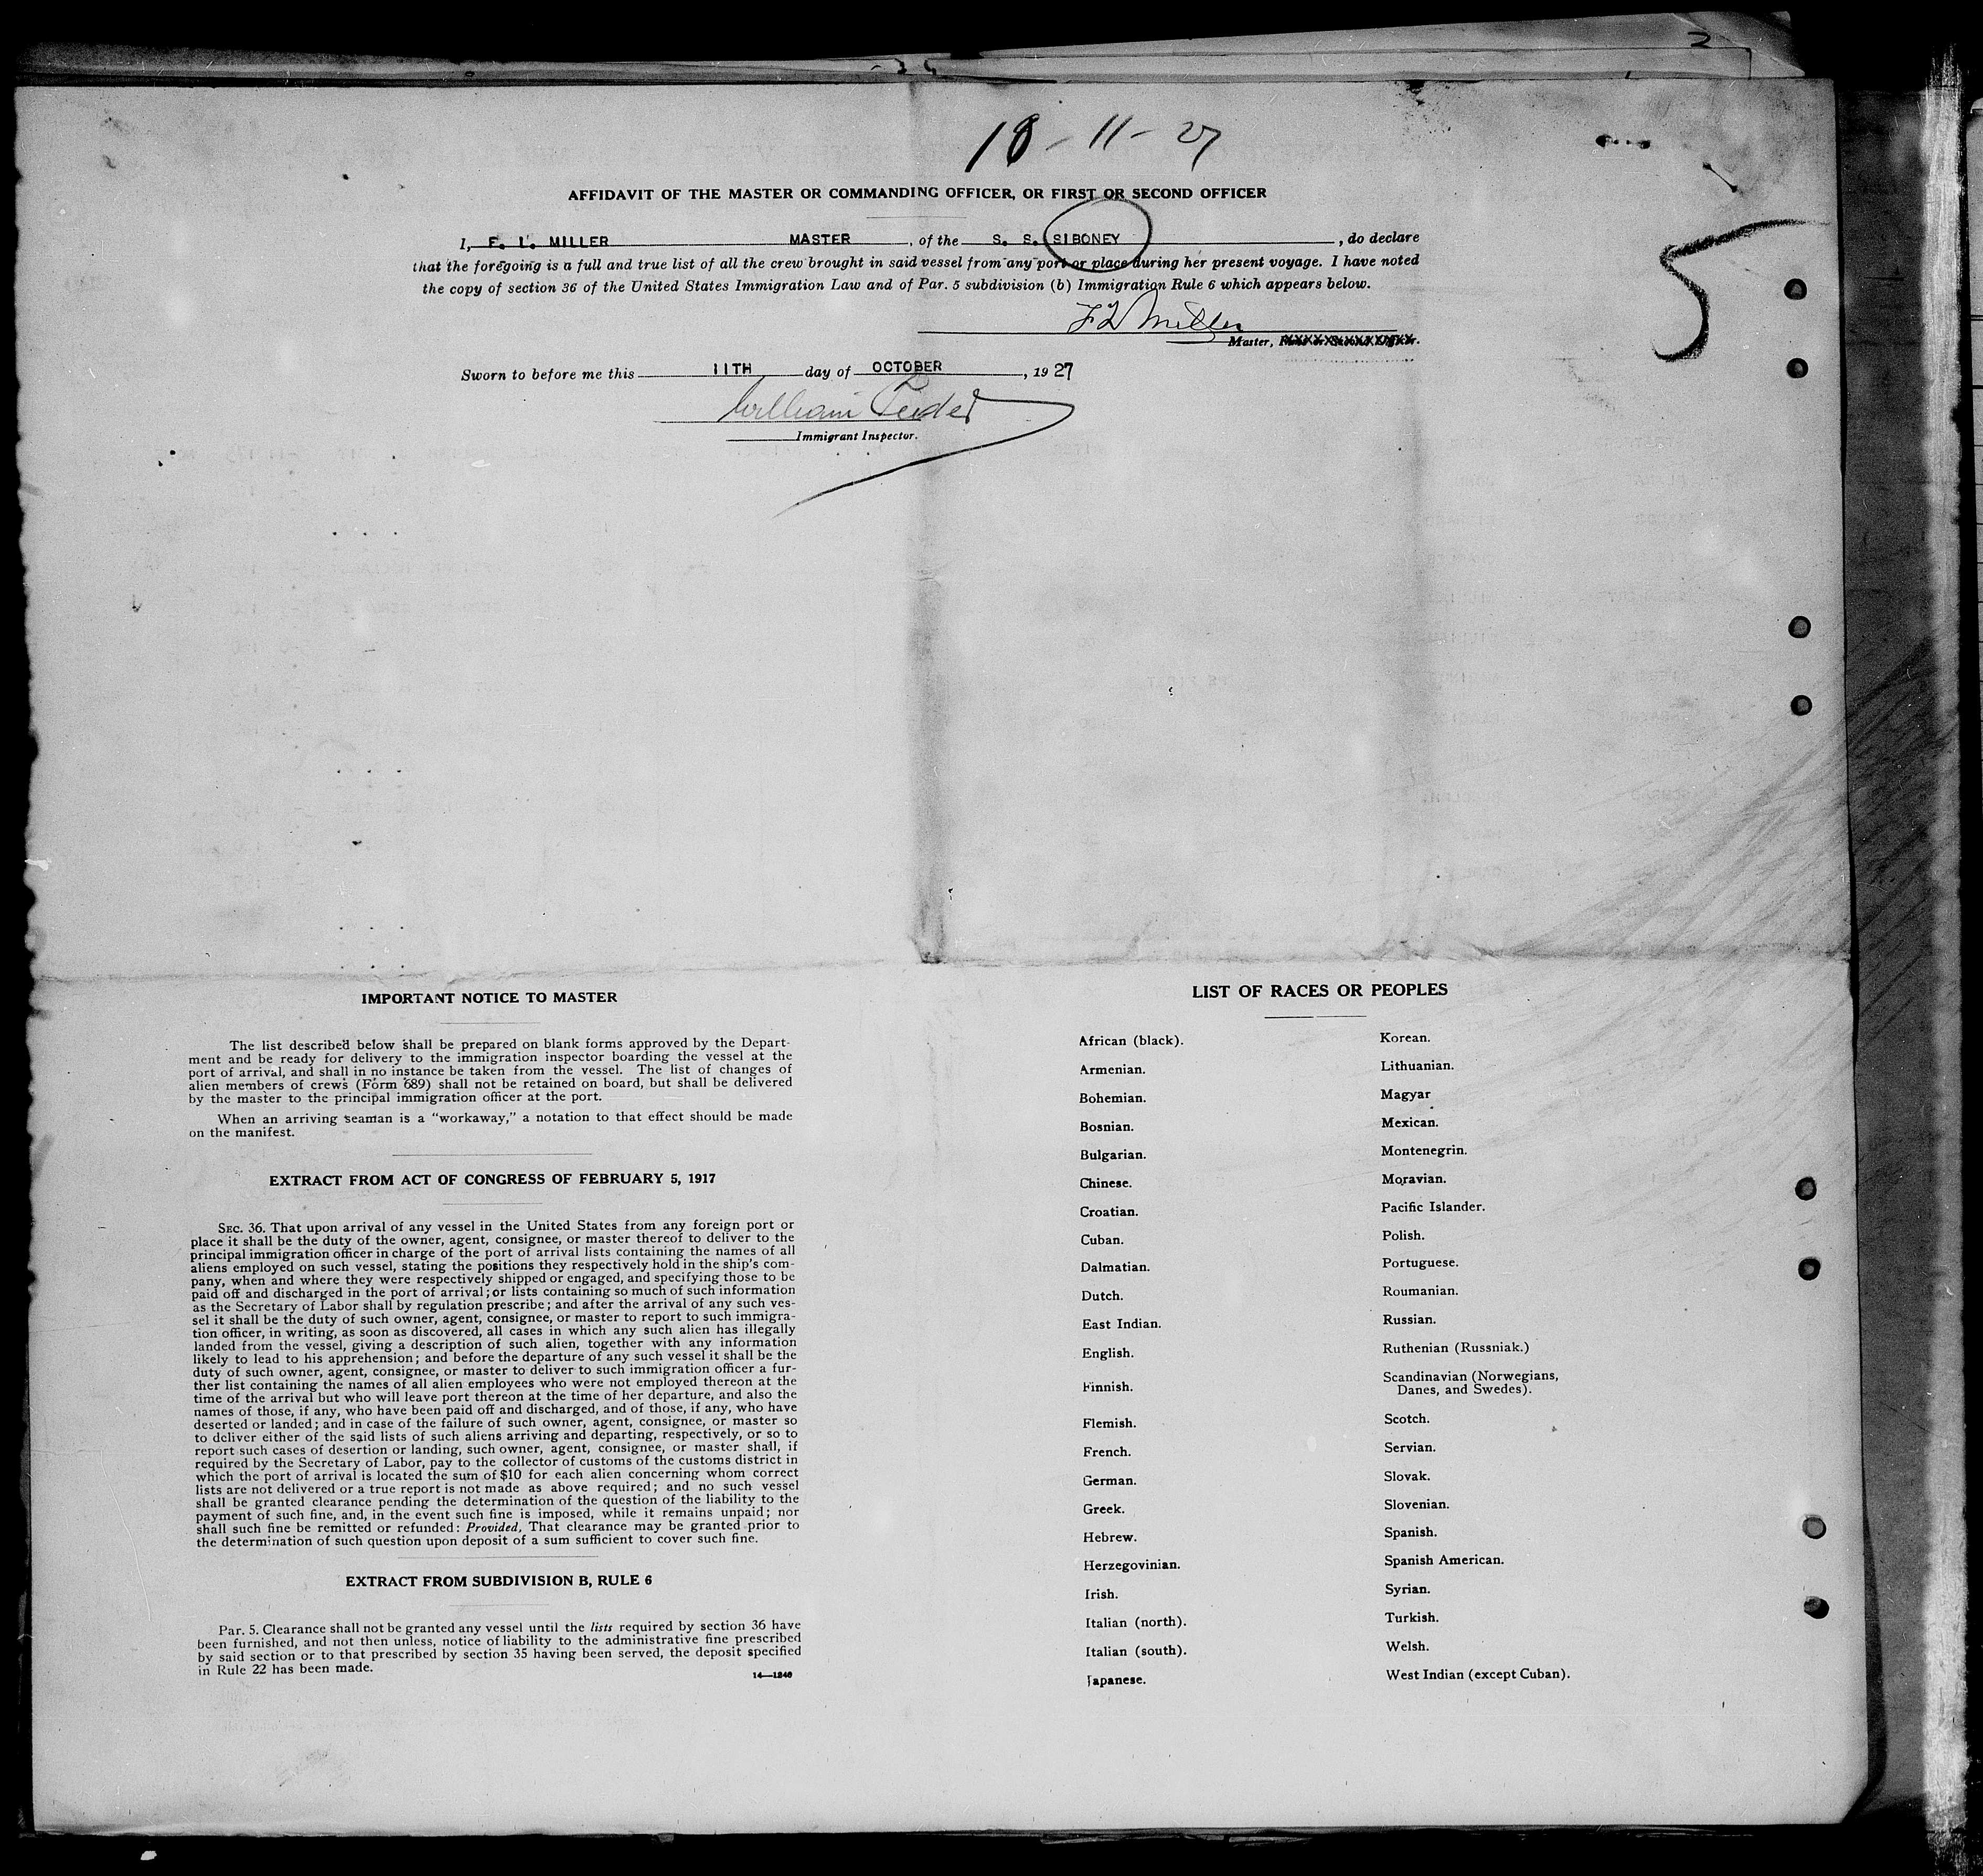 10-11-27
AFFIDAVIT OF THE MASTER OR COMMANDING OFFICER, OR FIRST OR SECOND OFFICER
I, F. L. MILLER MASTER, of the S. S. SIBONEY, do declare
that the foregoing is a full and true list of all the crew brought in said vessel from any port or place during her present voyage. I have noted
the copy of section 36 of the United States Immigration Law and of Par. 5 subdivision (b) Immigration Rule 6 which appears below.
F L Miller
Master,
5
Sworn to before me this 11TH day of OCTOBER, 1927
William
Immigrant Inspector.
IMPORTANT NOTICE TO MASTER
The list described below shall be prepared on blank forms approved by the Depart-
ment and be ready for delivery to the immigration inspector boarding the vessel at the
port of arrival, and shall in no instance be taken from the vessel. The list of changes of
alien members of crews (Form 689) shall not be retained on board, but shall be delivered
by the master to the principal immigration officer at the port.
When an arriving seaman is a "workaway," a notation to that effect should be made
on the manifest.
EXTRACT FROM ACT OF CONGRESS OF FEBRUARY 5, 1917
SEC. 36. That upon arrival of any vessel in the United States from any foreign port or
place it shall be the duty of the owner, agent, consignee, or master thereof to deliver to the
principal immigration officer in charge of the port of arrival lists containing the names of all
aliens employed on such vessel, stating the positions they respectively hold in the ship's com-
pany, when and where they were respectively shipped or engaged, and specifying those to be
paid off and discharged in the port of arrival; or lists containing so much of such information
as the Secretary of Labor shall by regulation prescribe; and after the arrival of any such ves-
sel it shall be the duty of such owner, agent, consignee, or master to report to such immigra-
tion officer, in writing, as soon as discovered, all cases in which any such alien has illegally
landed from the vessel, giving a description of such alien, together with any information
likely to lead to his apprehension; and before the departure of any such vessel it shall be the
duty of such owner, agent, consignee, or master to deliver to such immigration officer a fur-
ther list containing the names of all alien employees who were not employed thereon at the
time of the arrival but who will leave port thereon at the time of her departure, and also the
names of those, if any, who have been paid off and discharged, and of those, if any, who have
deserted or landed; and in case of the failure of such owner, agent, consignee, or master so
to deliver either of the said lists of such aliens arriving and departing, respectively, or so to
report such cases of desertion or landing, such owner, agent, consignee, or master shall, if
required by the Secretary of Labor, pay to the collector of customs of the customs district in
which the port of arrival is located the sum of $10 for each alien concerning whom correct
lists are not delivered or a true report is not made as above required; and no such vessel
shall be granted clearance pending the determination of the question of the liability to the
payment of such fine, and, in the event such fine is imposed, while it remains unpaid; nor
shall such fine be remitted or refunded: Provided, That clearance may be granted prior to
the determination of such question upon deposit of a sum sufficient to cover such fine.
EXTRACT FROM SUBDIVISION B, RULE 6
Par. 5. Clearance shall not be granted any vessel until the lists required by section 36 have
been furnished, and not then unless, notice of liability to the administrative fine prescribed
by said section or to that prescribed by section 35 having been served, the deposit specified
in Rule 22 has been made.
14—1240
LIST OF RACES OR PEOPLES
African (black).
Armenian.
Bohemian.
Bosnian.
Bulgarian.
Chinese.
Croatian.
Cuban.
Dalmatian.
Dutch.
East Indian.
English.
Finnish.
Flemish.
French.
German.
Greek.
Hebrew.
Herzegovinian.
Irish.
Italian (north).
Italian (south).
Japanese.
Korean.
Lithuanian.
Magyar
Mexican.
Montenegrin.
Moravian.
Pacific Islander.
Polish.
Portuguese.
Roumanian.
Russian.
Ruthenian (Russniak.)
Scandinavian (Norwegians,
Danes, and Swedes).
Scotch.
Servian.
Slovak.
Slovenian.
Spanish.
Spanish American.
Syrian.
Turkish.
Welsh.
West Indian (except Cuban).